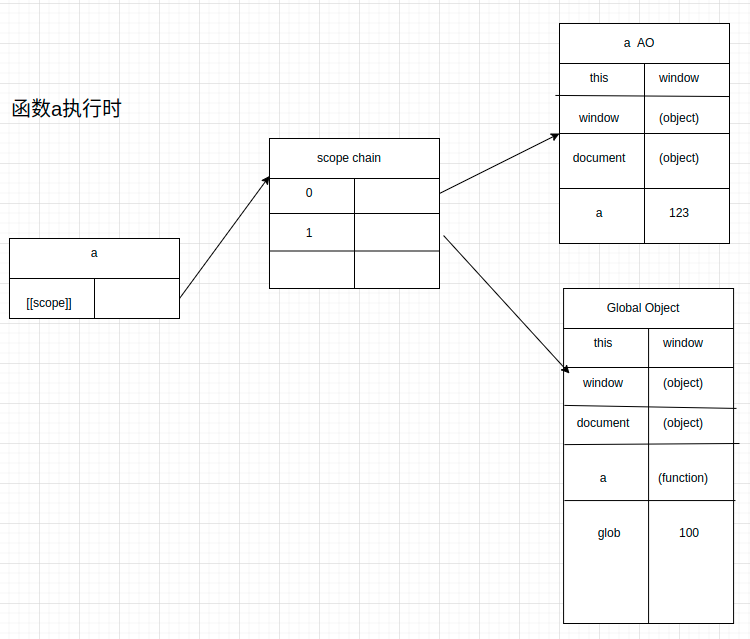 函数a执行时
a
[[scope]]
scope chain
0
1
a AO
this window
window (object)
document (object)
a 123
Global Object
this window
window (object)
document (object)
a (function)
glob 100